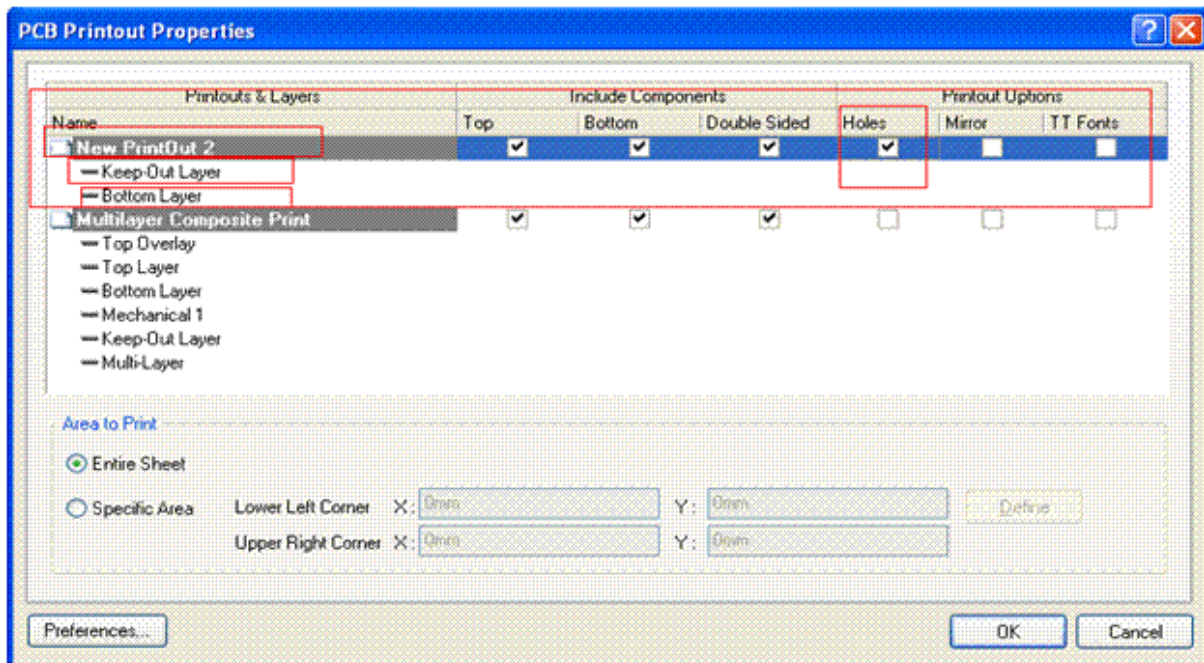 PCB Printout Properties
Printouts & Layers Include Components Printout Options
Name Top Bottom Double Sided Holes Mirror TT Fonts
New PrintOut 2
Keep-Out Layer
Bottom Layer
Multilayer Composite Print
Top Overlay
Top Layer
Bottom Layer
Mechanical 1
Keep-Out Layer
Multi-Layer
Area to Print
Entire Sheet
Specific Area Lower Left Corner X: 0mm Y: 0mm Define
Upper Right Corner X: 0mm Y: 0mm
Preferences... OK Cancel